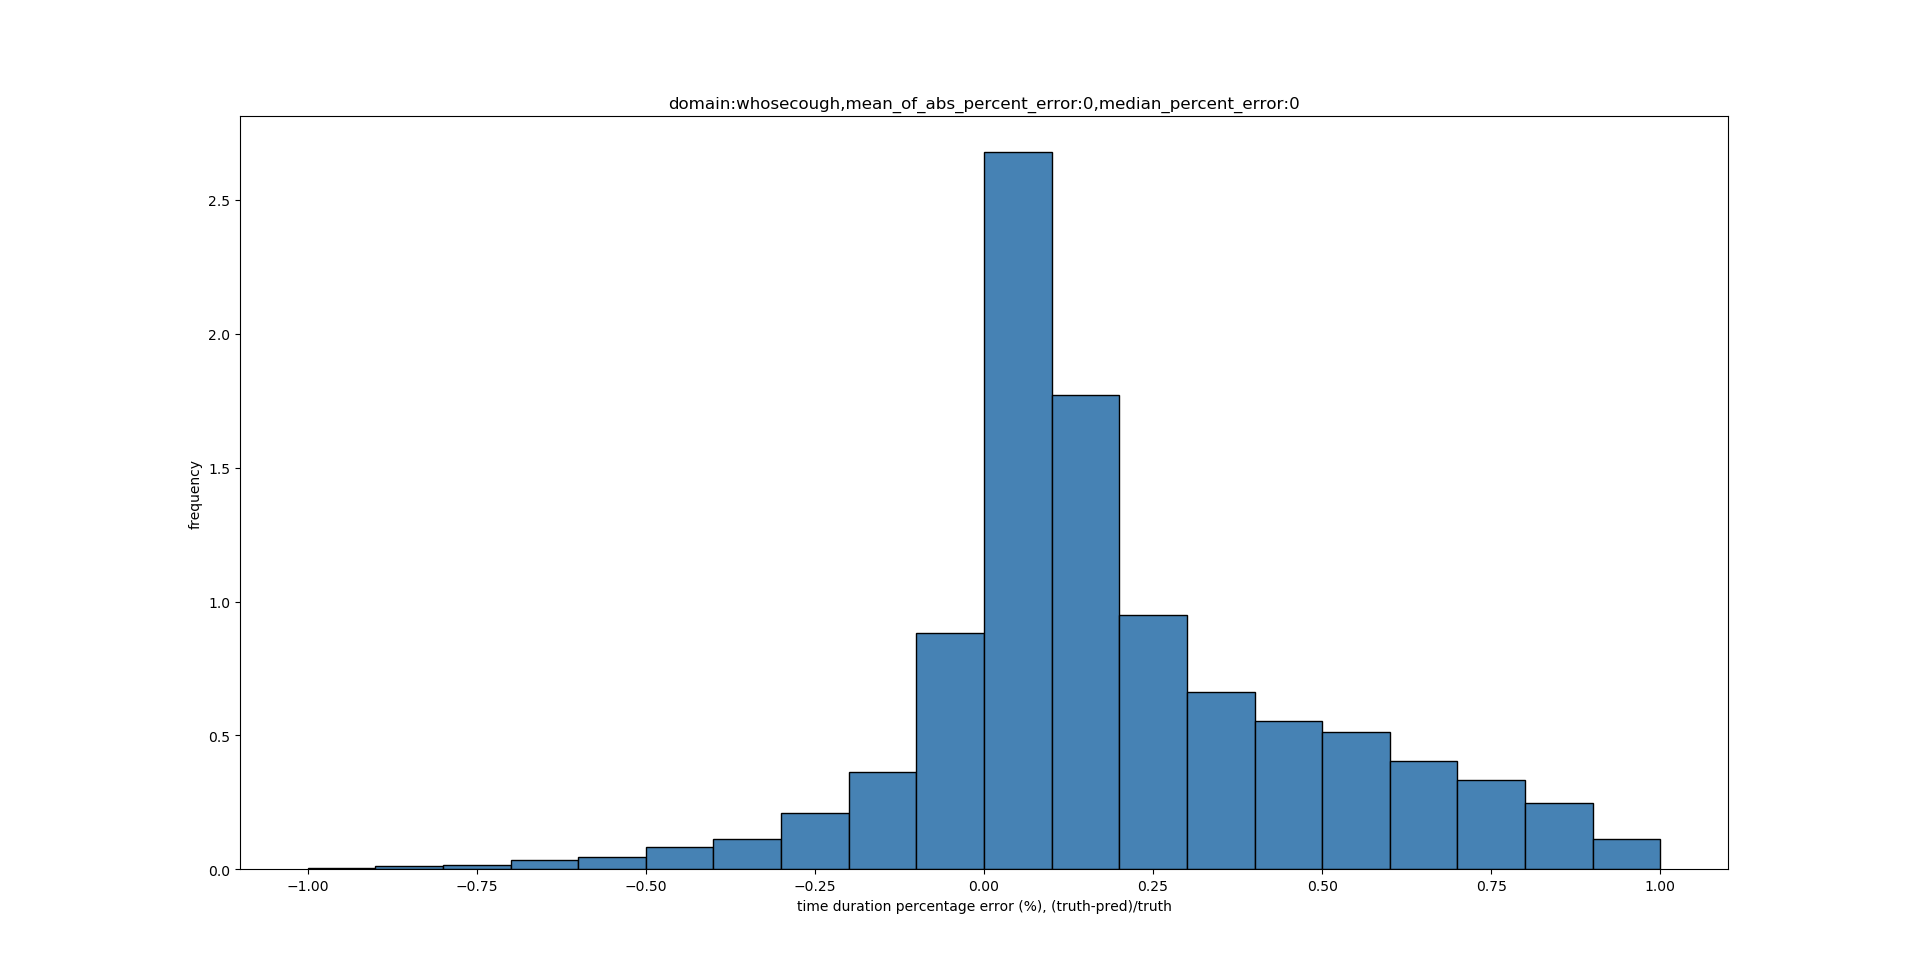 domain:whosecough,mean_of_abs_percent_error:0,median_percent_error:0
frequency
2.5
2.0
1.5
1.0
0.5
0.0
−1.00 −0.75 −0.50 −0.25 0.00 0.25 0.50 0.75 1.00
time duration percentage error (%), (truth-pred)/truth